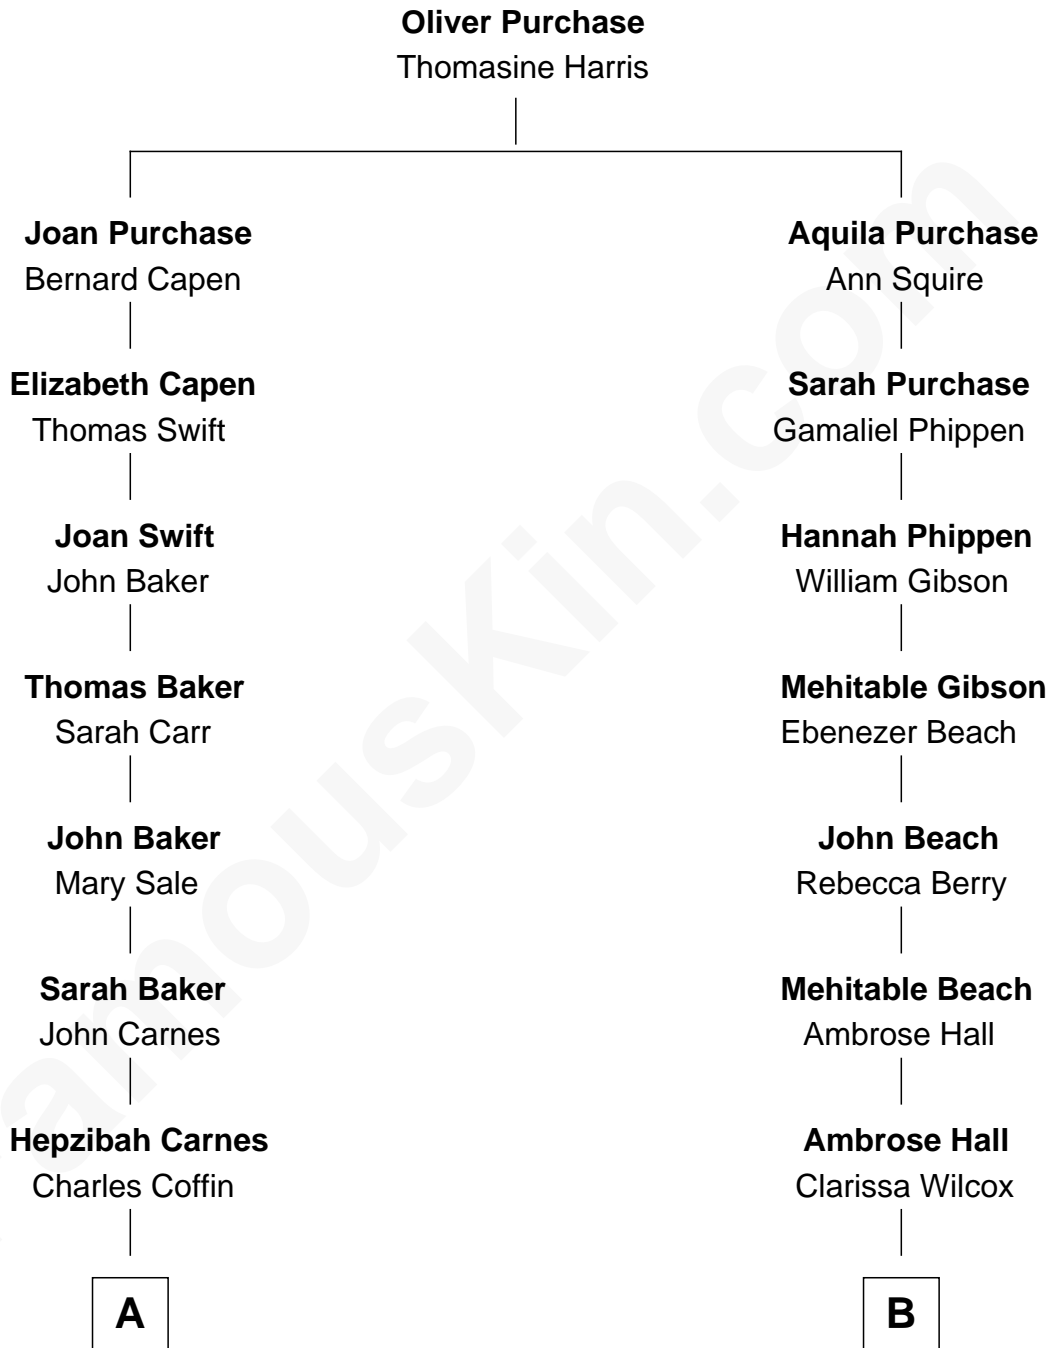 Oliver Purchase
Thomasine Harris
Joan Purchase
Bernard Capen
Aquila Purchase
Ann Squire
Elizabeth Capen
Thomas Swift
Sarah Purchase
Gamaliel Phippen
Joan Swift
John Baker
Hannah Phippen
William Gibson
Thomas Baker
Sarah Carr
Mehitable Gibson
Ebenezer Beach
John Baker
Mary Sale
John Beach
Rebecca Berry
Sarah Baker
John Carnes
Mehitable Beach
Ambrose Hall
Hepzibah Carnes
Charles Coffin
Ambrose Hall
Clarissa Wilcox
A
B
amouskin.com